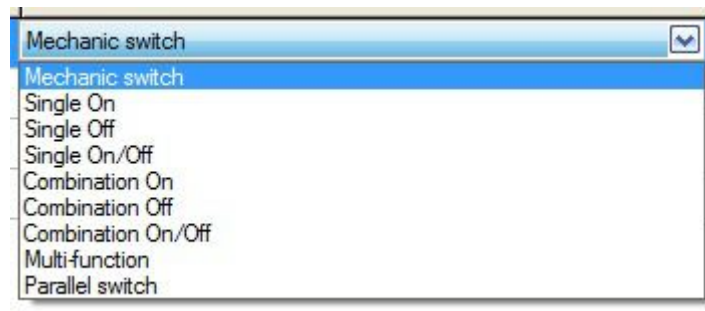 Mechanic switch
Mechanic switch
Single On
Single Off
Single On/Off
Combination On
Combination Off
Combination On/Off
Multi-function
Parallel switch